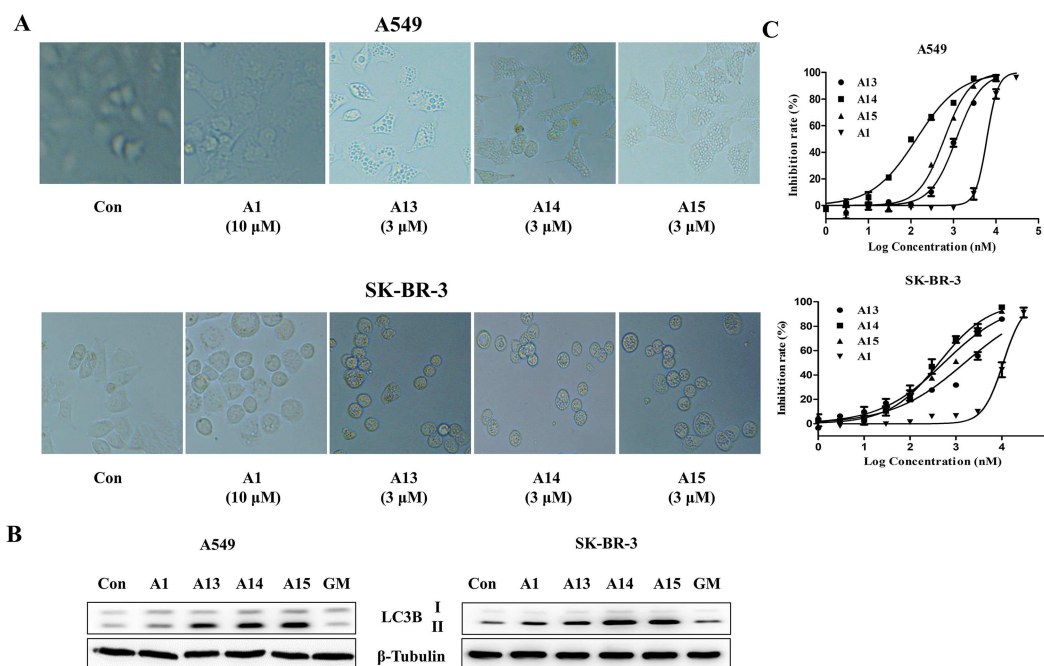 A
A549
Con
A1
(10 μM)
A13
(3 μM)
A14
(3 μM)
A15
(3 μM)
SK-BR-3
Con
A1
(10 μM)
A13
(3 μM)
A14
(3 μM)
A15
(3 μM)
C
A549
Inhibition rate (%)
100
80
60
40
20
0
A13
A14
A15
A1
0 1 2 3 4 5
Log Concentration (nM)
SK-BR-3
Inhibition rate (%)
100
80
60
40
20
0
A13
A14
A15
A1
0 1 2 3 4
Log Concentration (nM)
B
A549
Con A1 A13 A14 A15 GM
LC3B I
II
β-Tubulin
SK-BR-3
Con A1 A13 A14 A15 GM